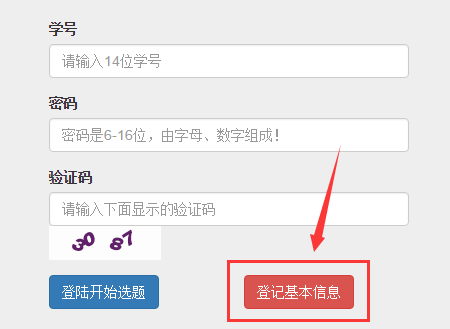 学号
请输入14位学号
密码
密码是6-16位，由字母、数字组成！
验证码
请输入下面显示的验证码
30 87
登陆开始选题 登记基本信息